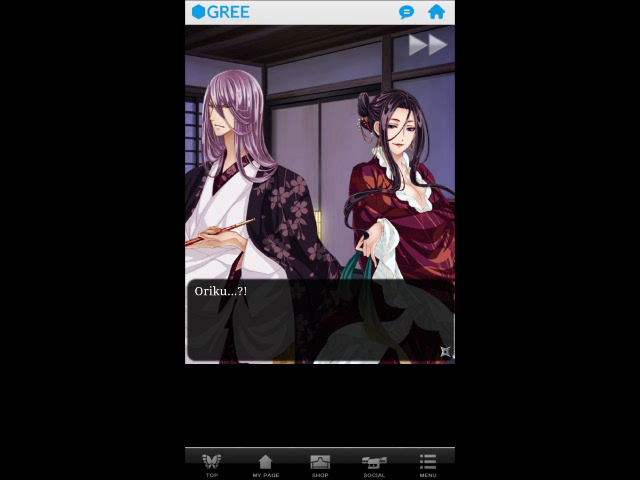 GREE
Oriku...?!
TOP
MY PAGE
SHOP
SOCIAL
MENU